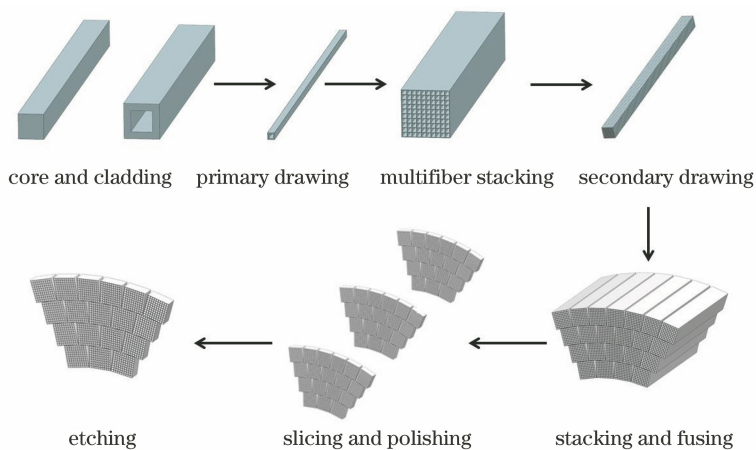 core and cladding
primary drawing
multifiber stacking
secondary drawing
etching
slicing and polishing
stacking and fusing